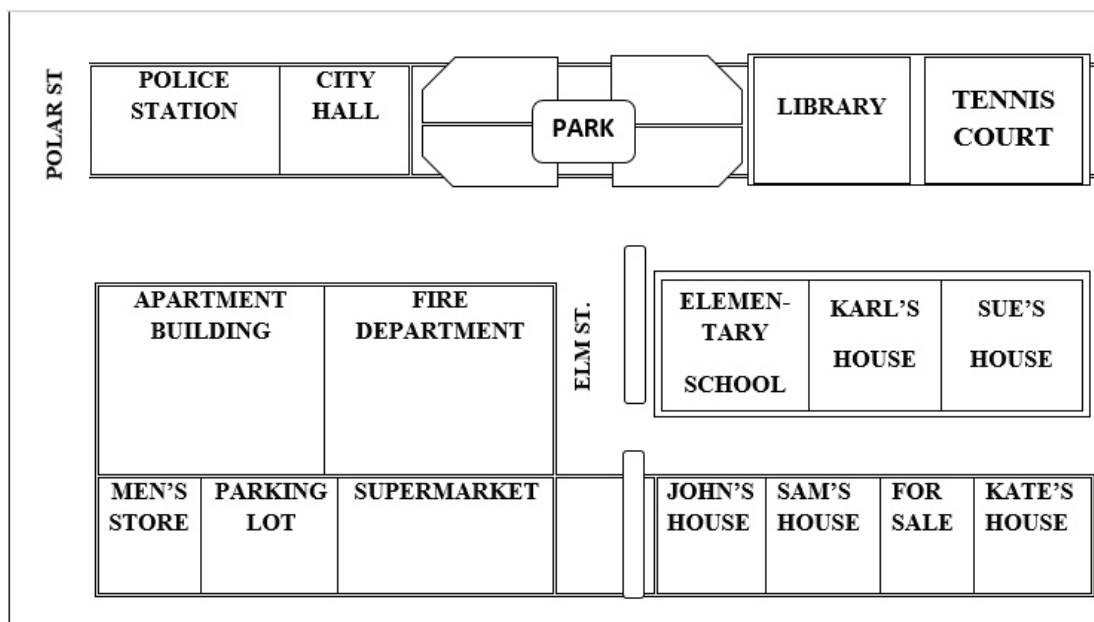 POLAR ST
POLICE
STATION
CITY
HALL
PARK
LIBRARY
TENNIS
COURT
APARTMENT
BUILDING
FIRE
DEPARTMENT
ELM ST.
ELEMEN-
TARY
SCHOOL
KARL'S
HOUSE
SUE'S
HOUSE
MEN'S
STORE
PARKING
LOT
SUPERMARKET
JOHN'S
HOUSE
SAM'S
HOUSE
FOR
SALE
KATE'S
HOUSE